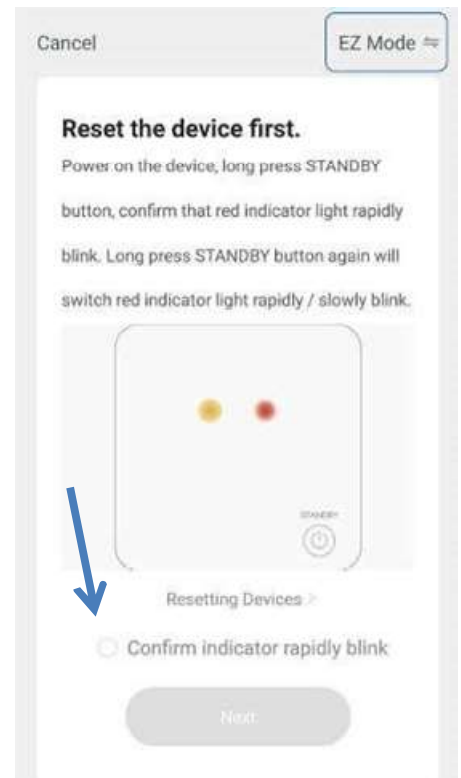 Cancel
EZ Mode
Reset the device first.
Power on the device, long press STANDBY
button, confirm that red indicator light rapidly
blink. Long press STANDBY button again will
switch red indicator light rapidly / slowly blink.
STANDBY
Resetting Devices >
Confirm indicator rapidly blink
Next